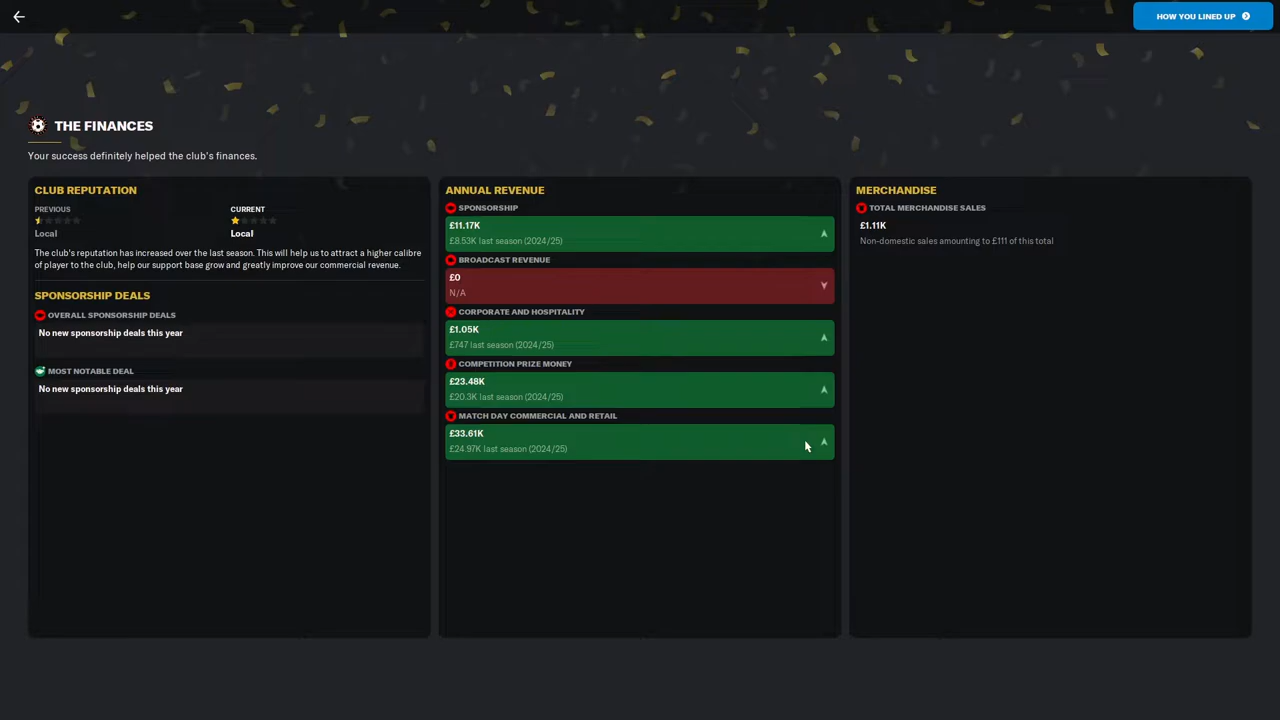 HOW YOU LINED UP
THE FINANCES
Your success definitely helped the club's finances.
CLUB REPUTATION
PREVIOUS
CURRENT
Local
Local
The club's reputation has increased over the last season. This will help us to attract a higher calibre
of player to the club, help our support base grow and greatly improve our commercial revenue.
SPONSORSHIP DEALS
OVERALL SPONSORSHIP DEALS
No new sponsorship deals this year
MOST NOTABLE DEAL
No new sponsorship deals this year
ANNUAL REVENUE
SPONSORSHIP
£11.17K
£8.53K last season (2024/25)
BROADCAST REVENUE
£0
N/A
CORPORATE AND HOSPITALITY
£1.05K
£747 last season (2024/25)
COMPETITION PRIZE MONEY
£23.48K
£20.3K last season (2024/25)
MATCH DAY COMMERCIAL AND RETAIL
£33.61K
£24.97K last season (2024/25)
MERCHANDISE
TOTAL MERCHANDISE SALES
£1.11K
Non-domestic sales amounting to £111 of this total